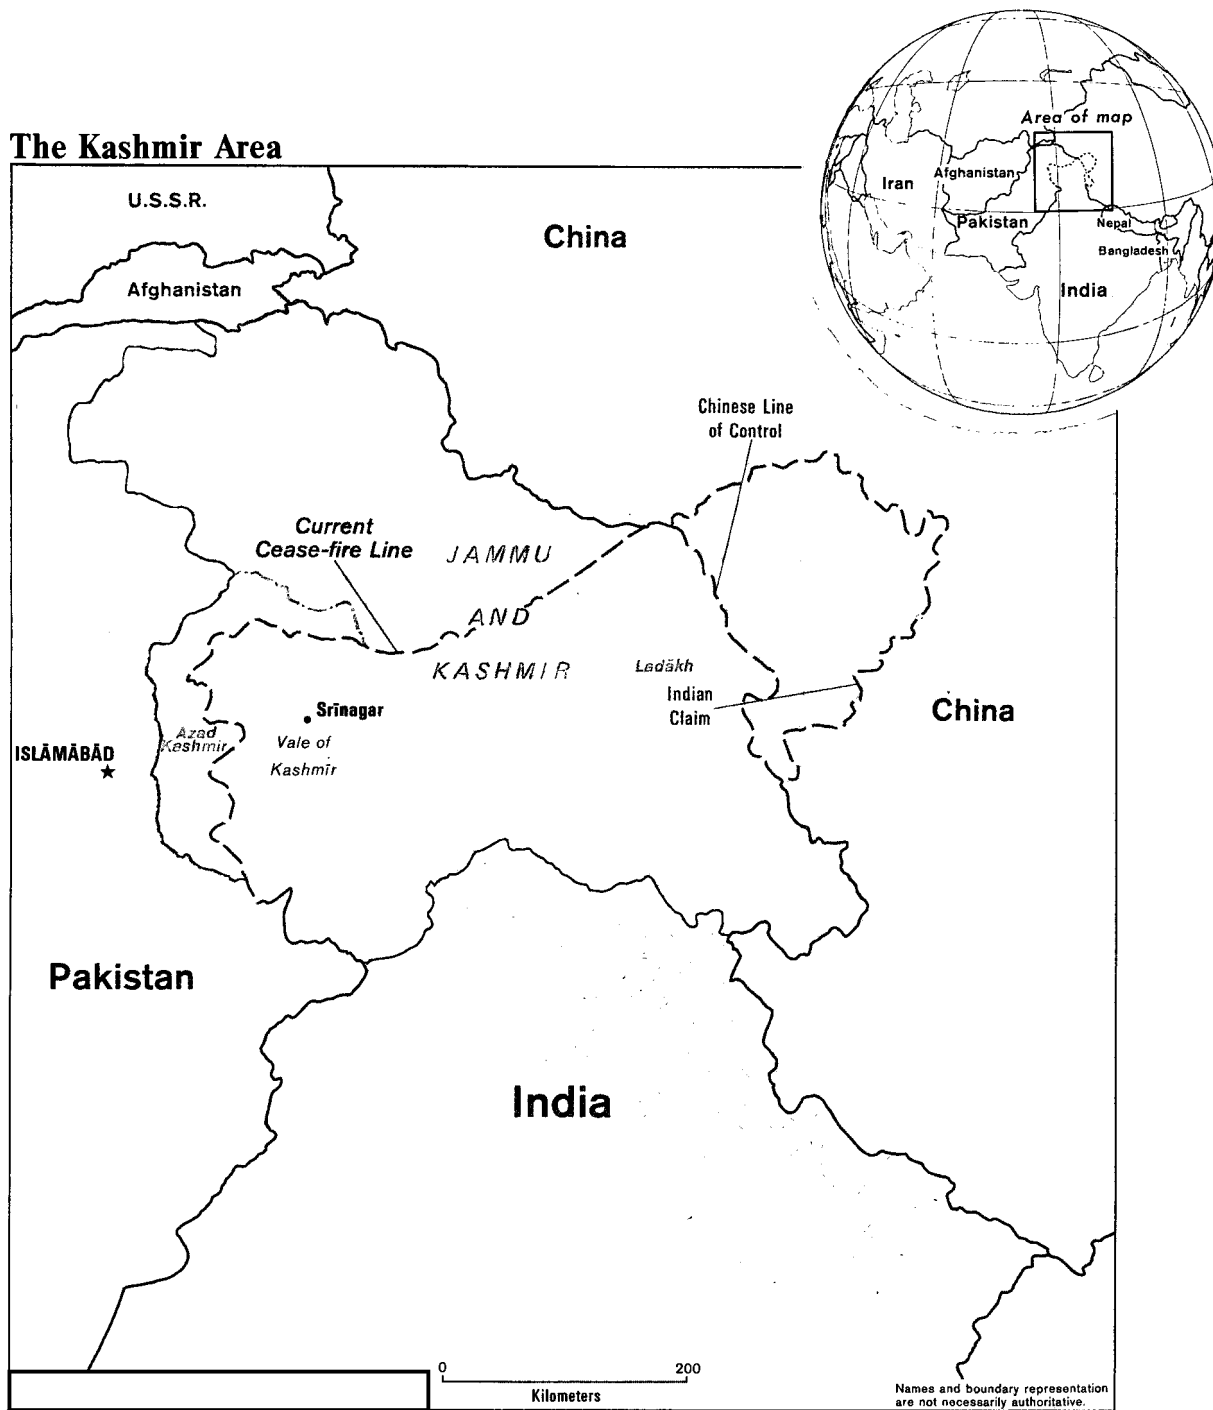 The Kashmir Area
Area of map
Iran
Afghanistan
Pakistan
Nepal
Bangladesh
India
U.S.S.R.
China
Afghanistan
Chinese Line
of Control
Current
Cease-fire Line
JAMMU
AND
KASHMIR
Ladākh
Indian
Claim
China
Srīnagar
Azad
Kashmir
Vale of
Kashmīr
ISLĀMĀBĀD
Pakistan
India
0 200
Kilometers
Names and boundary representation
are not necessarily authoritative.